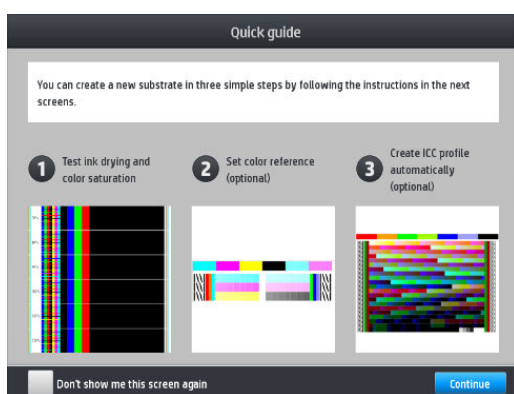 Quick guide
You can create a new substrate in three simple steps by following the instructions in the next
screens.
1
Test ink drying and
color saturation
2
Set color reference
(optional)
3
Create ICC profile
automatically
(optional)
Don't show me this screen again
Continue